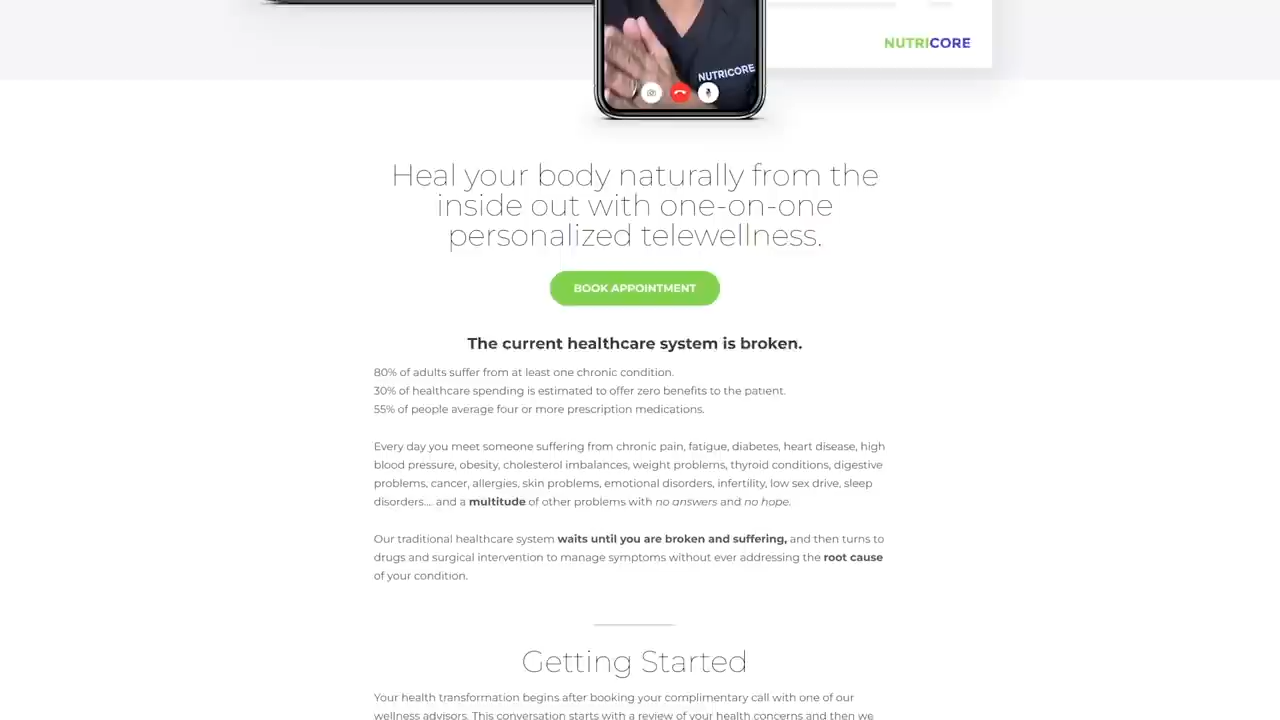 NUTRICORE
NUTRICORE
Heal your body naturally from the
inside out with one-on-one
personalized telewellness.
BOOK APPOINTMENT
The current healthcare system is broken.
80% of adults suffer from at least one chronic condition.
30% of healthcare spending is estimated to offer zero benefits to the patient.
55% of people average four or more prescription medications.
Every day you meet someone suffering from chronic pain, fatigue, diabetes, heart disease, high
blood pressure, obesity, cholesterol imbalances, weight problems, thyroid conditions, digestive
problems, cancer, allergies, skin problems, emotional disorders, infertility, low sex drive, sleep
disorders.... and a multitude of other problems with no answers and no hope.
Our traditional healthcare system waits until you are broken and suffering, and then turns to
drugs and surgical intervention to manage symptoms without ever addressing the root cause
of your condition.
Getting Started
Your health transformation begins after booking your complimentary call with one of our
wellness advisors. This conversation starts with a review of your health concerns and then we